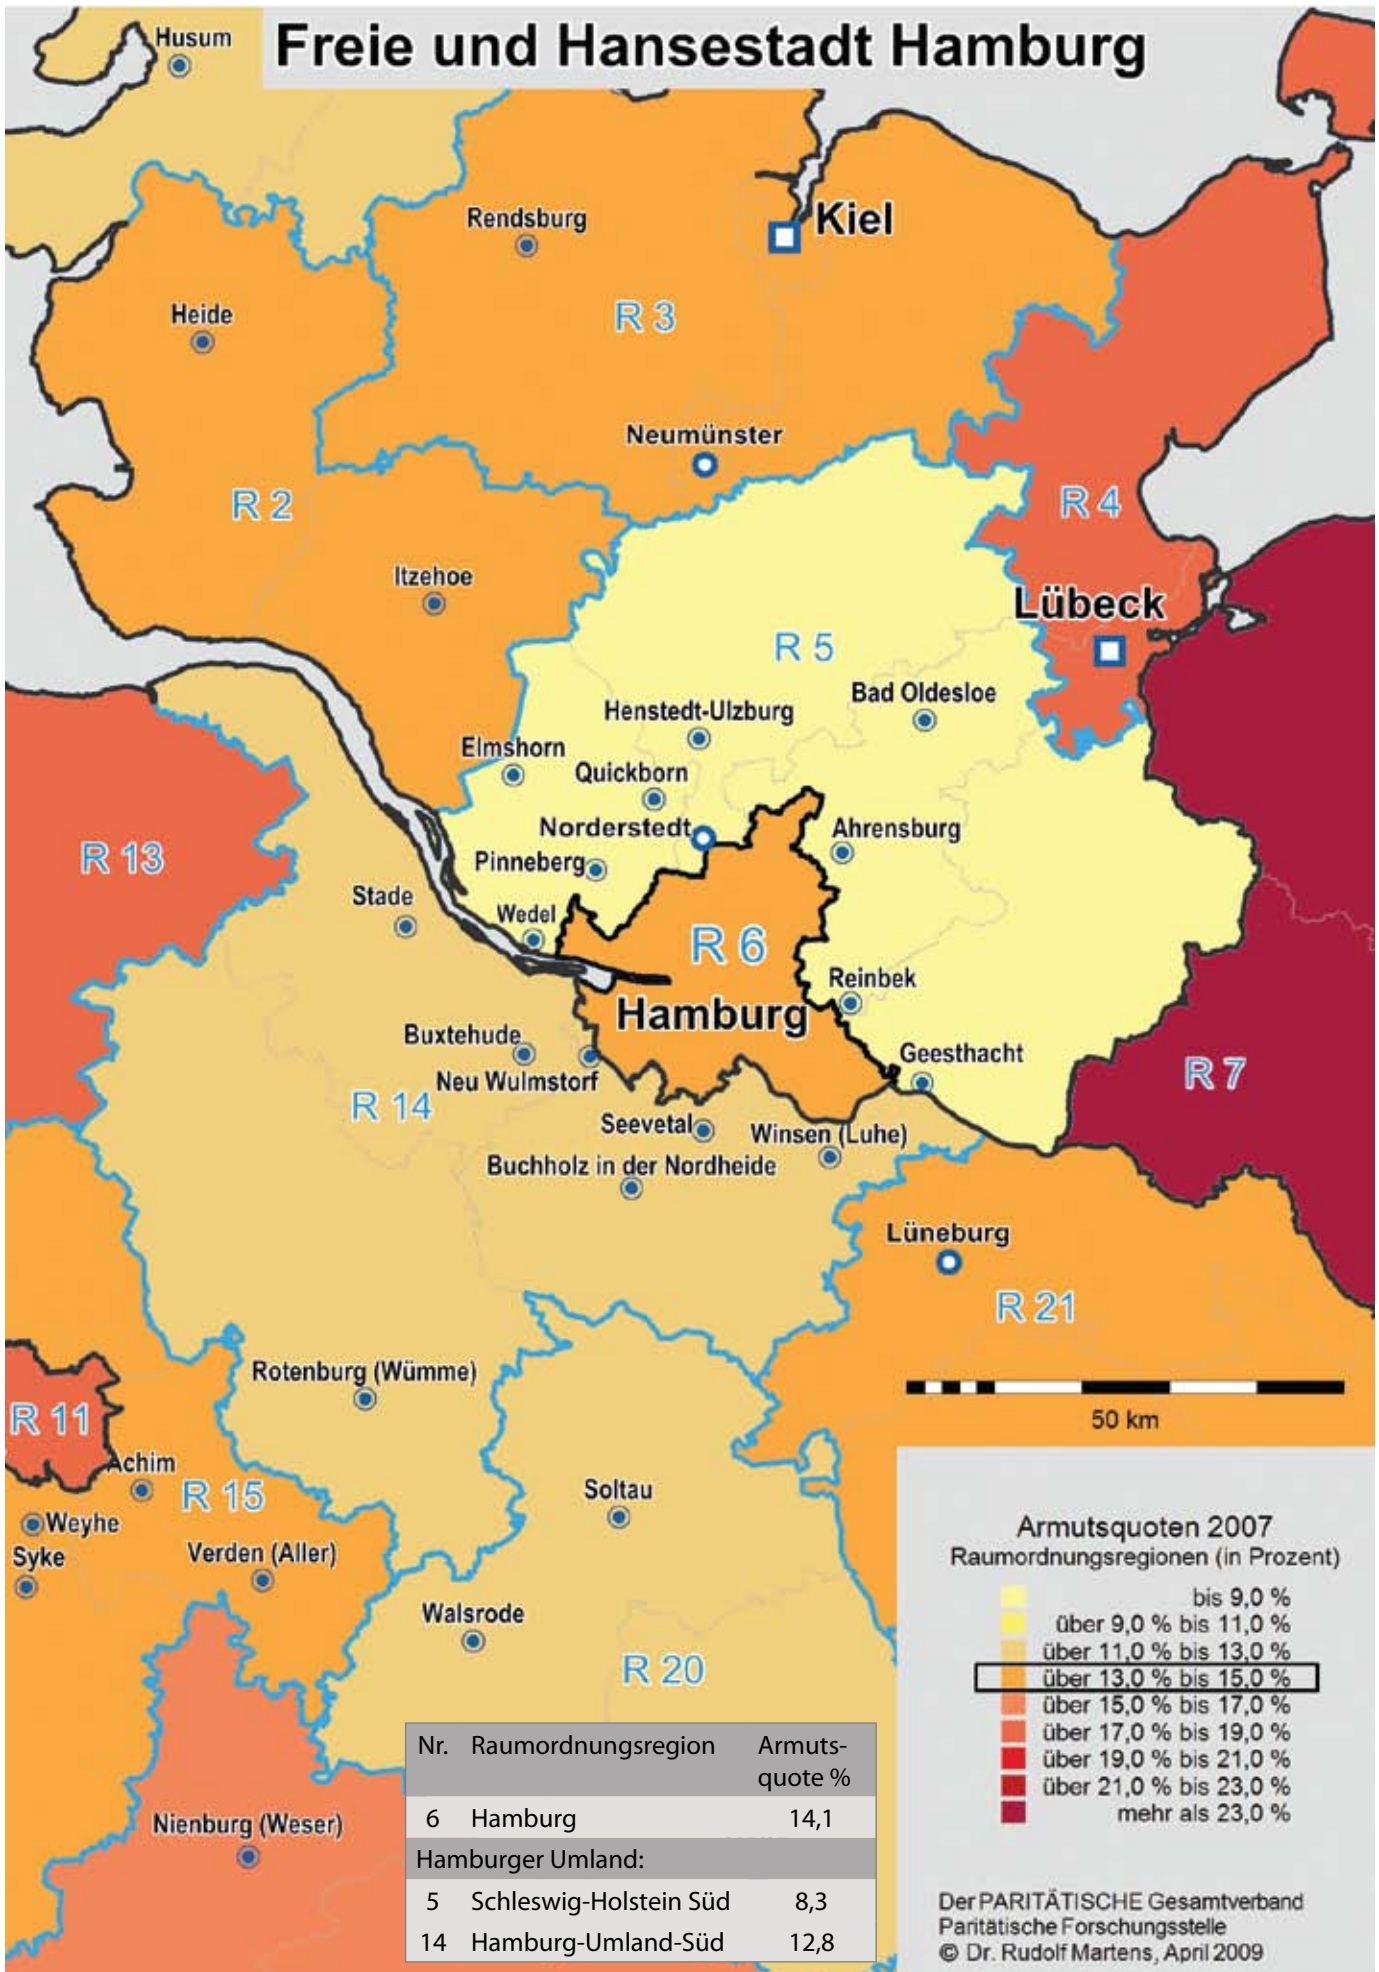 Freie und Hansestadt Hamburg
Husum
Rendsburg
Kiel
Heide
R 3
Neumünster
R 2
R 4
Itzehoe
Lübeck
R 5
Bad Oldesloe
Henstedt-Ulzburg
Elmshorn
Quickborn
Norderstedt
Ahrensburg
R 13
Pinneberg
Stade
Wedel
R 6
Reinbek
Hamburg
Buxtehude
Geesthacht
R 7
Neu Wulmstorf
R 14
Seevetal
Winsen (Luhe)
Buchholz in der Nordheide
Lüneburg
R 21
Rotenburg (Wümme)
50 km
R 11
Achim
R 15
Soltau
Weyhe
Syke
Verden (Aller)
Walsrode
R 20
Nienburg (Weser)
Armutsquoten 2007
Raumordnungsregionen (in Prozent)
bis 9,0 %
über 9,0 % bis 11,0 %
über 11,0 % bis 13,0 %
über 13,0 % bis 15,0 %
über 15,0 % bis 17,0 %
über 17,0 % bis 19,0 %
über 19,0 % bis 21,0 %
über 21,0 % bis 23,0 %
mehr als 23,0 %
Nr. Raumordnungsregion Armuts-
quote %
6 Hamburg 14,1
Hamburger Umland:
5 Schleswig-Holstein Süd 8,3
14 Hamburg-Umland-Süd 12,8
Der PARITÄTISCHE Gesamtverband
Paritätische Forschungsstelle
© Dr. Rudolf Martens, April 2009